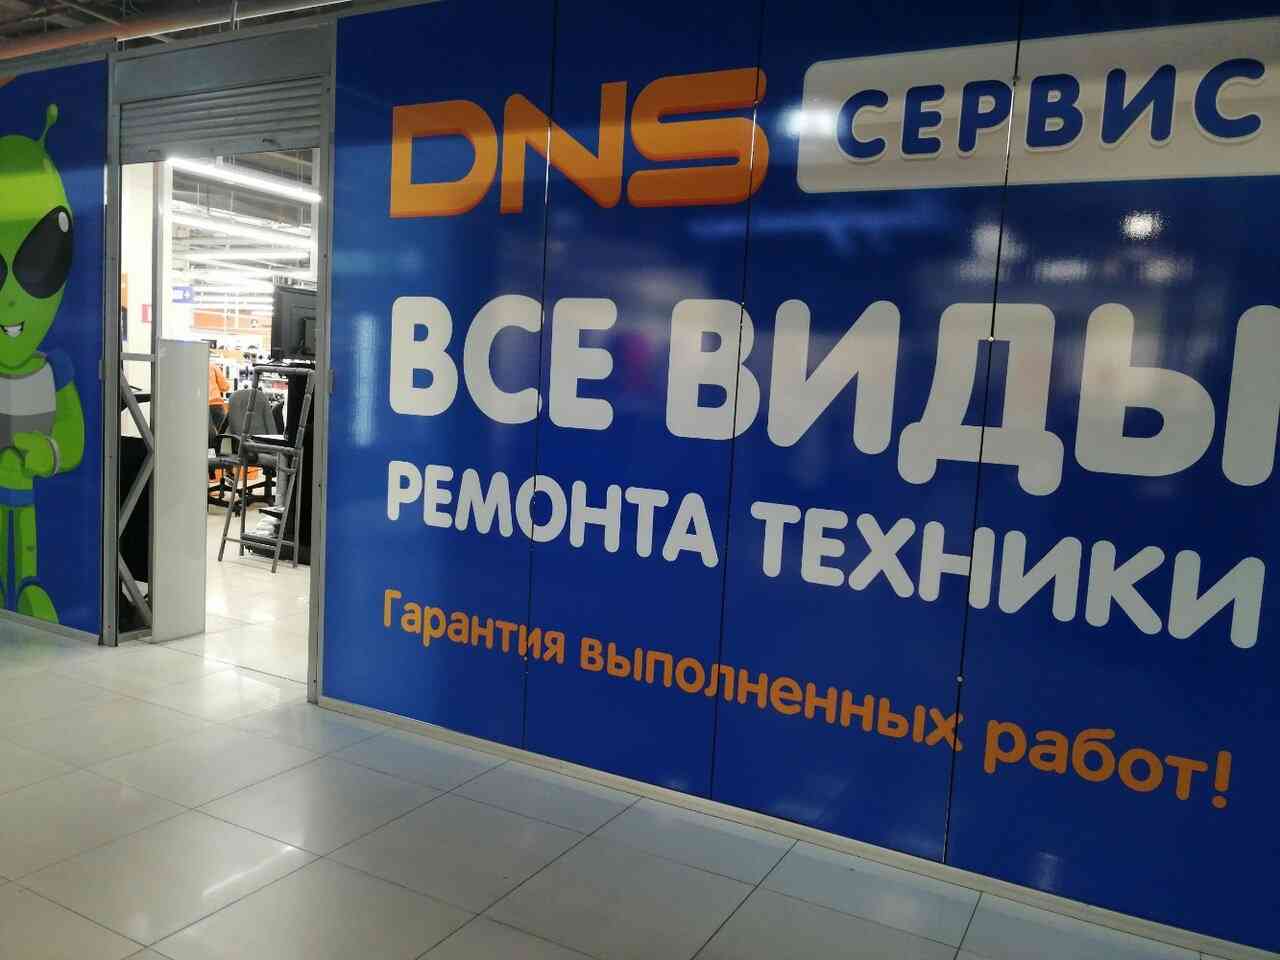 DNS СЕРВИС
ВСЕ ВИДЫ
РЕМОНТА ТЕХНИКИ
Гарантия выполненных работ!